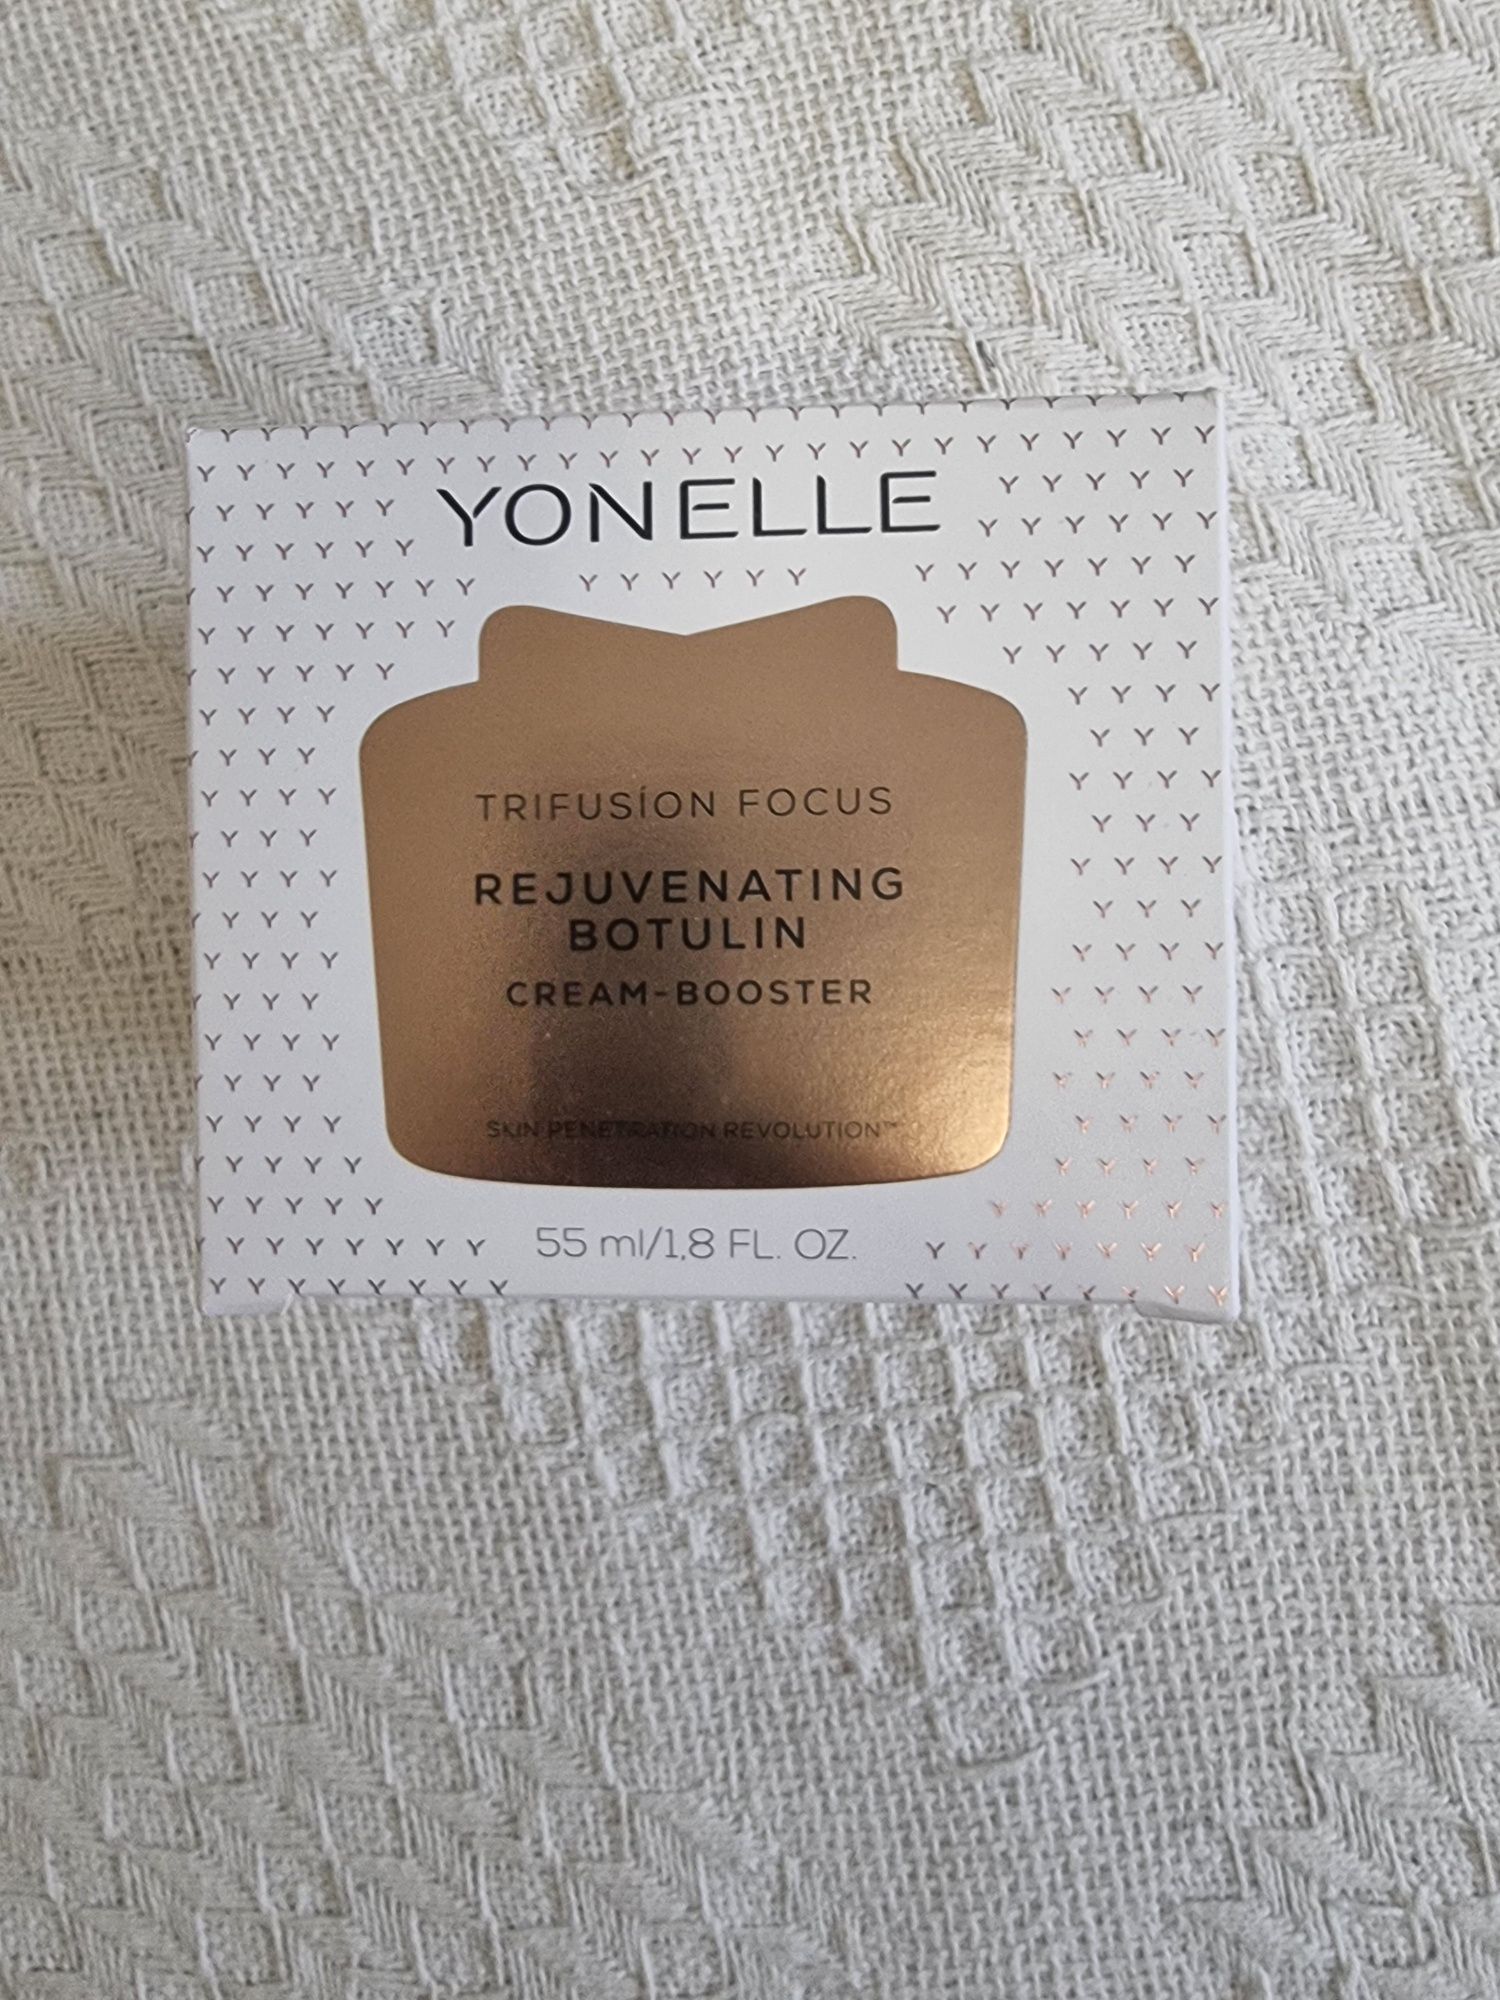 YONELLE
TRIFUSÍON FOCUS
REJUVENATING
BOTULIN
CREAM-BOOSTER
SKIN PENETRATION REVOLUTION™
55 ml/1,8 FL. OZ.